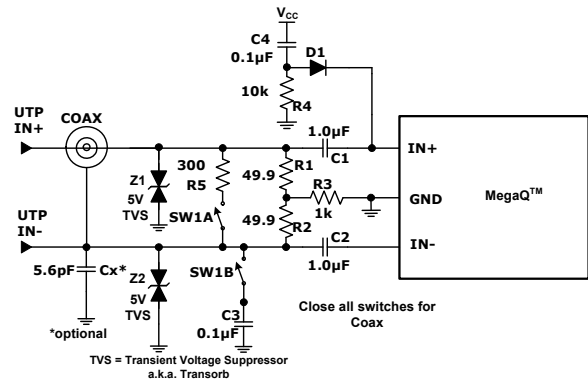 VCC
C4
0.1µF
D1
10k
R4
UTP
IN+
COAX
1.0µF
C1
IN+
300
R5
49.9
R1
R3
1k
GND
MegaQ™
Z1
5V
TVS
SW1A
49.9
R2
UTP
IN-
C2
1.0µF
IN-
5.6pF
Cx*
Z2
5V
TVS
SW1B
C3
0.1µF
*optional
Close all switches for
Coax
TVS = Transient Voltage Suppressor
a.k.a. Transorb